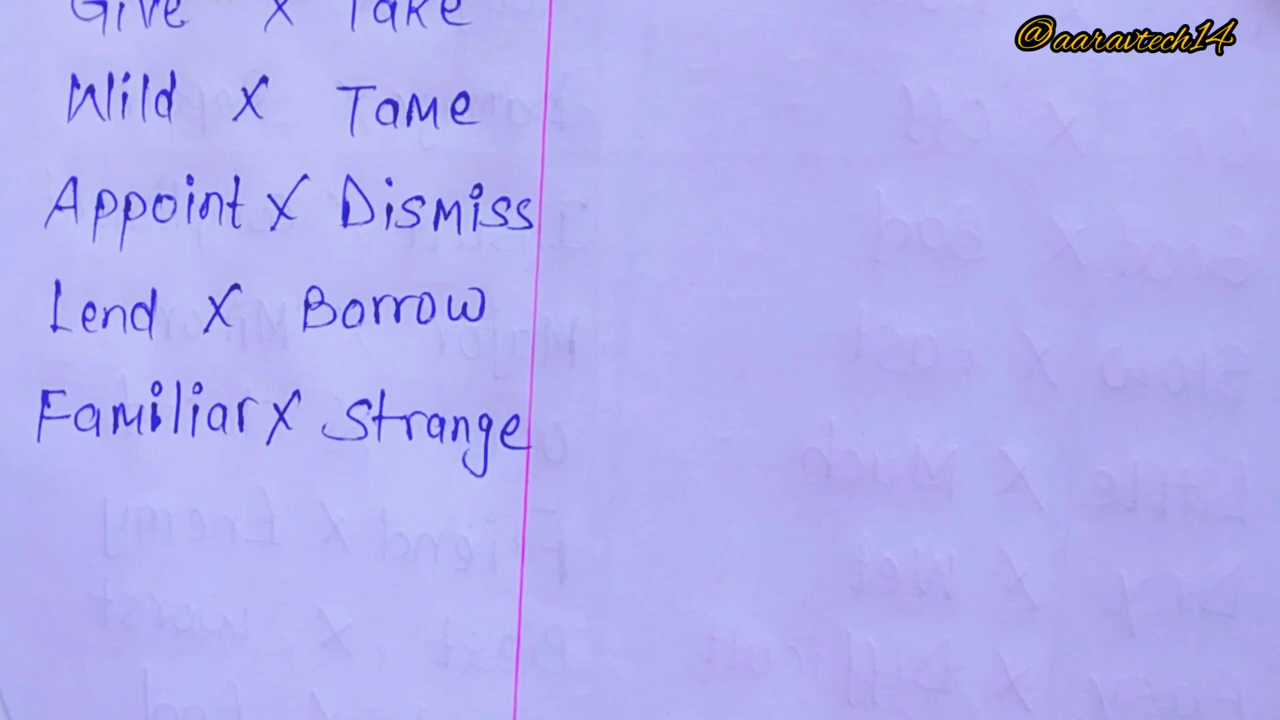 Give X Take
@aaravtech14
Wild X Tame
Appoint X Dismiss
Lend X Borrow
Familiar X Strange